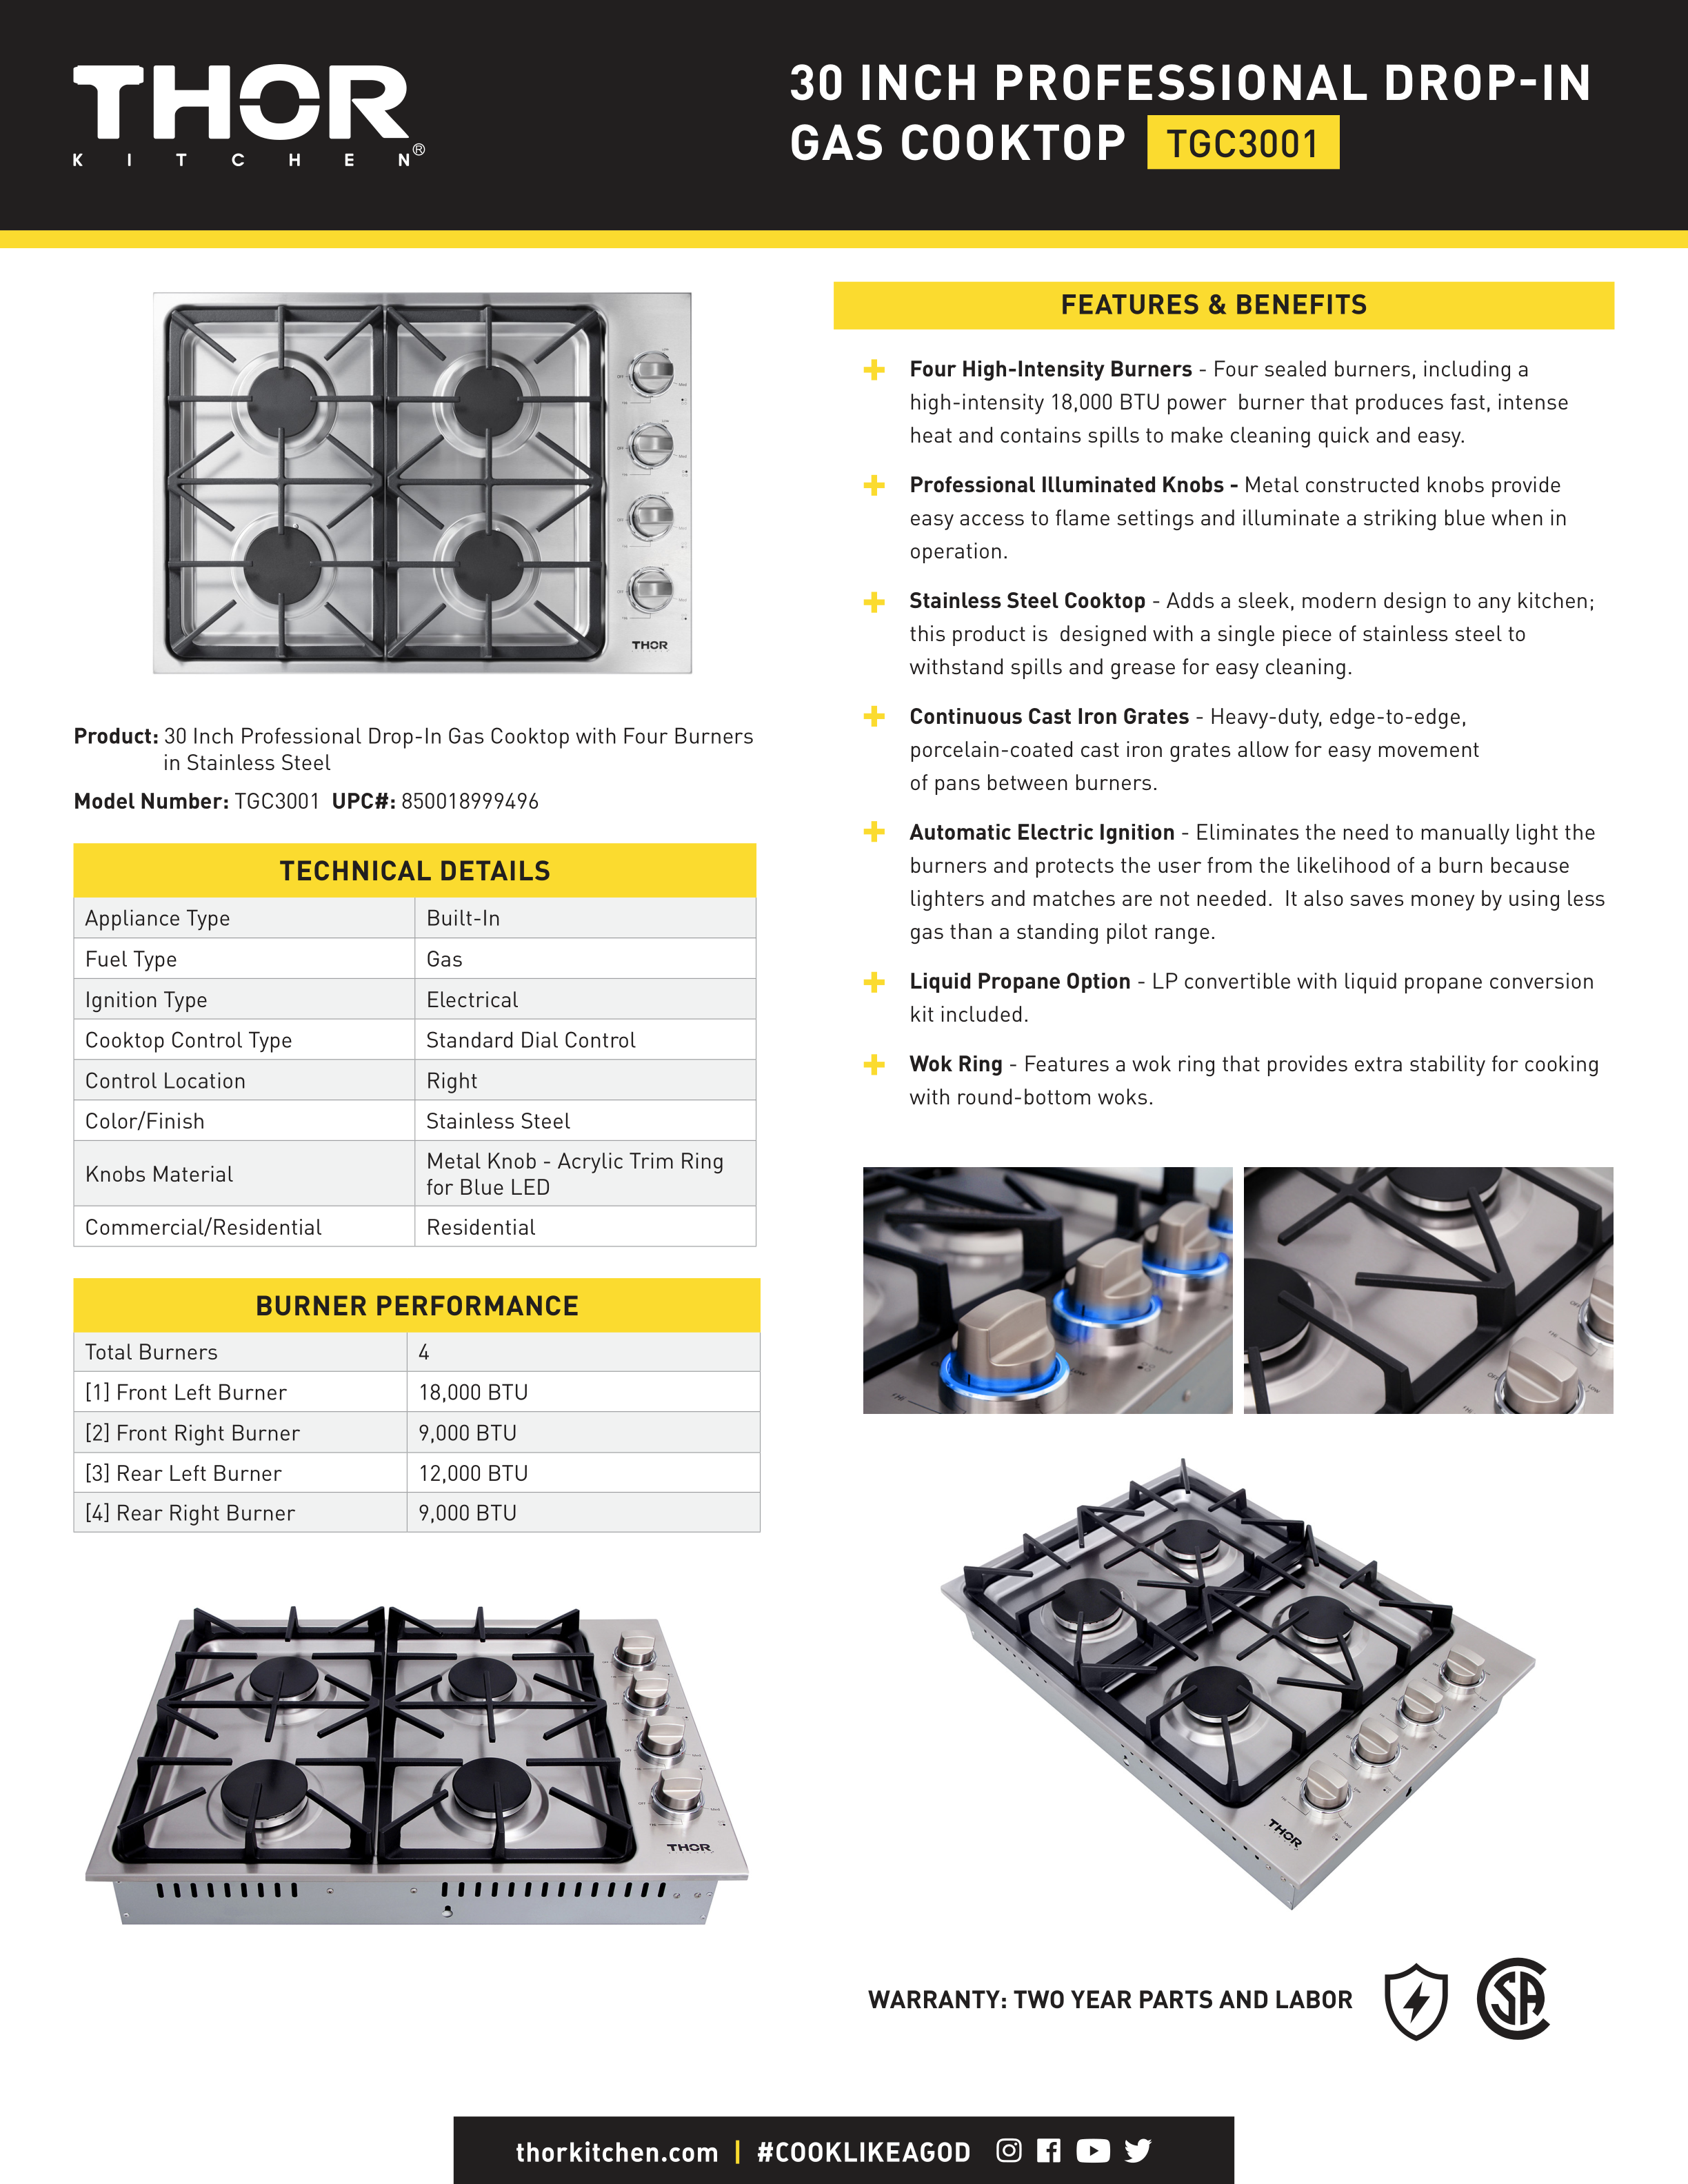 THOR
KITCHEN®
30 INCH PROFESSIONAL DROP-IN
GAS COOKTOP TGC3001
THOR
Product: 30 Inch Professional Drop-In Gas Cooktop with Four Burners
in Stainless Steel
Model Number: TGC3001 UPC#: 850018999496
TECHNICAL DETAILS
Appliance Type Built-In
Fuel Type Gas
Ignition Type Electrical
Cooktop Control Type Standard Dial Control
Control Location Right
Color/Finish Stainless Steel
Knobs Material Metal Knob - Acrylic Trim Ring
for Blue LED
Commercial/Residential Residential
BURNER PERFORMANCE
Total Burners 4
[1] Front Left Burner 18,000 BTU
[2] Front Right Burner 9,000 BTU
[3] Rear Left Burner 12,000 BTU
[4] Rear Right Burner 9,000 BTU
THOR
FEATURES & BENEFITS
Four High-Intensity Burners - Four sealed burners, including a
high-intensity 18,000 BTU power burner that produces fast, intense
heat and contains spills to make cleaning quick and easy.
Professional Illuminated Knobs - Metal constructed knobs provide
easy access to flame settings and illuminate a striking blue when in
operation.
Stainless Steel Cooktop - Adds a sleek, modern design to any kitchen;
this product is designed with a single piece of stainless steel to
withstand spills and grease for easy cleaning.
Continuous Cast Iron Grates - Heavy-duty, edge-to-edge,
porcelain-coated cast iron grates allow for easy movement
of pans between burners.
Automatic Electric Ignition - Eliminates the need to manually light the
burners and protects the user from the likelihood of a burn because
lighters and matches are not needed. It also saves money by using less
gas than a standing pilot range.
Liquid Propane Option - LP convertible with liquid propane conversion
kit included.
Wok Ring - Features a wok ring that provides extra stability for cooking
with round-bottom woks.
THOR
WARRANTY: TWO YEAR PARTS AND LABOR
CSA
thorkitchen.com | #COOKLIKEAGOD